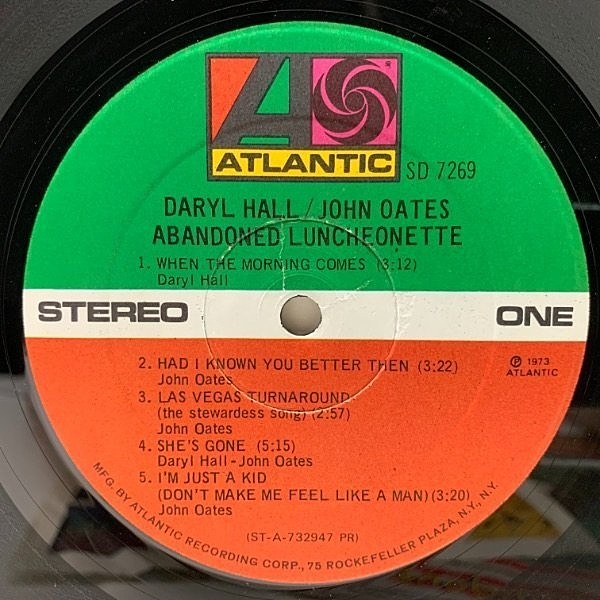 ATLANTIC
SD 7269
DARYL HALL/JOHN OATES
ABANDONED LUNCHEONETTE
1. WHEN THE MORNING COMES (3:12)
Daryl Hall
STEREO ONE
2. HAD I KNOWN YOU BETTER THEN (3:22)
John Oates
℗ 1973
ATLANTIC
3. LAS VEGAS TURNAROUND
(the stewardess song) (2:57)
John Oates
4. SHE'S GONE (5:15)
Daryl Hall-John Oates
5. I'M JUST A KID
(DON'T MAKE ME FEEL LIKE A MAN) (3:20)
John Oates
(ST-A-732947 PR)
MFG. BY ATLANTIC RECORDING CORP., 75 ROCKEFELLER PLAZA, N.Y., N.Y.